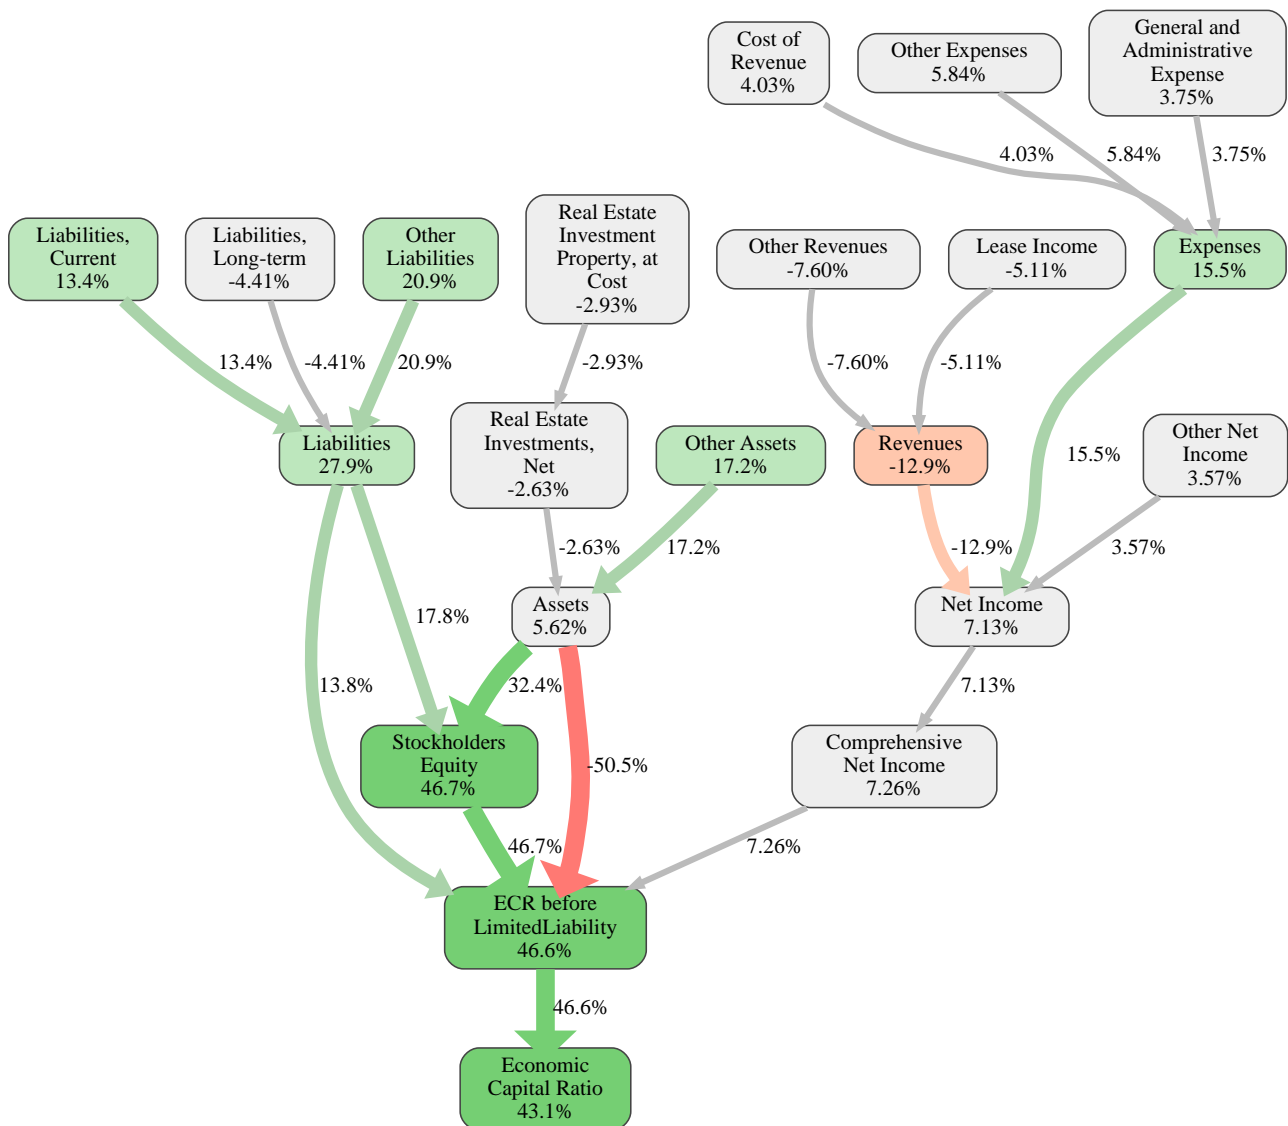 Cost of
Revenue
4.03%
Other Expenses
5.84%
General and
Administrative
Expense
3.75%
4.03%
5.84%
3.75%
Liabilities,
Current
13.4%
Liabilities,
Long-term
-4.41%
Other
Liabilities
20.9%
Real Estate
Investment
Property, at
Cost
-2.93%
Other Revenues
-7.60%
Lease Income
-5.11%
Expenses
15.5%
13.4%
-4.41%
20.9%
-2.93%
-7.60%
-5.11%
Liabilities
27.9%
Real Estate
Investments,
Net
-2.63%
Other Assets
17.2%
Revenues
-12.9%
15.5%
Other Net
Income
3.57%
-2.63%
17.2%
-12.9%
3.57%
Assets
5.62%
Net Income
7.13%
17.8%
13.8%
32.4%
7.13%
Stockholders
Equity
46.7%
-50.5%
Comprehensive
Net Income
7.26%
46.7%
7.26%
ECR before
LimitedLiability
46.6%
46.6%
Economic
Capital Ratio
43.1%